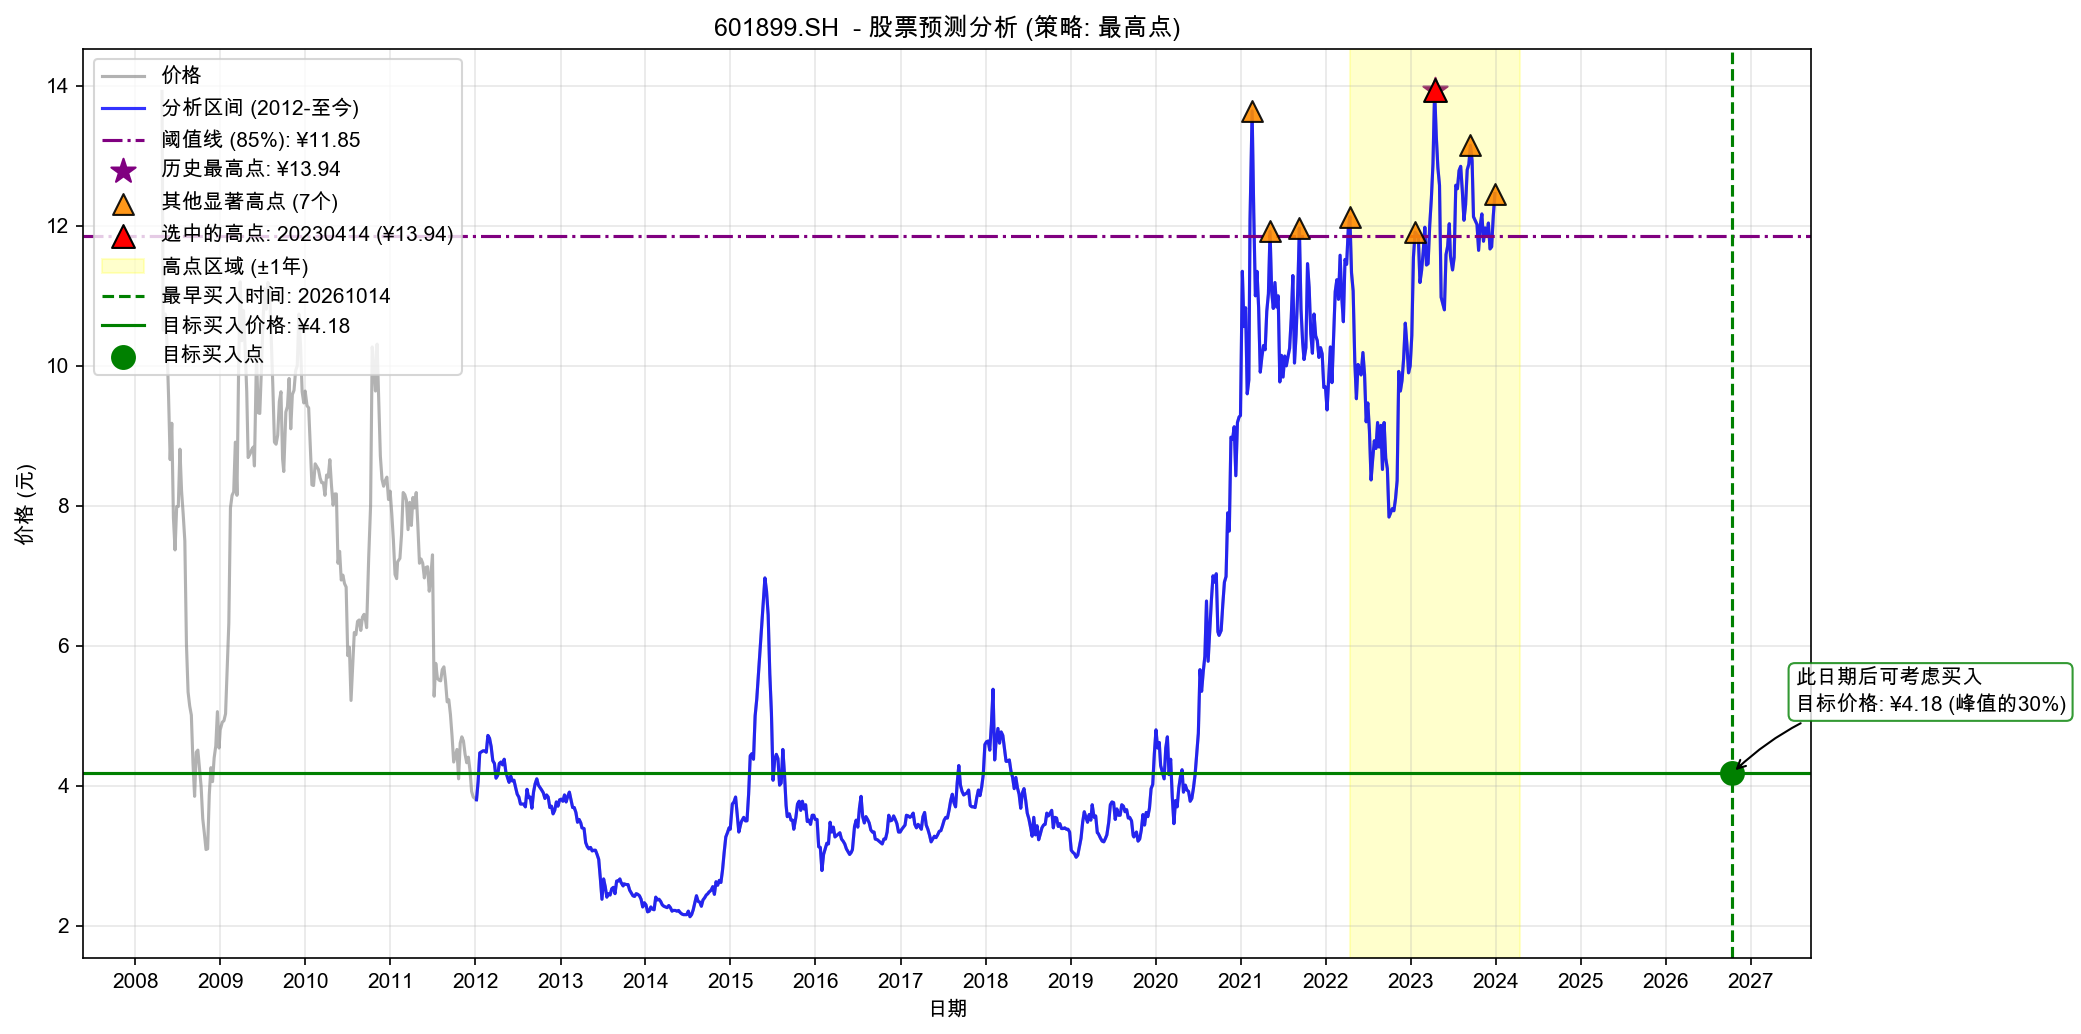 601899.SH - 股票预测分析 (策略: 最高点)
价格
分析区间 (2012-至今)
阈值线 (85%): ¥11.85
历史最高点: ¥13.94
其他显著高点 (7个)
选中的高点: 20230414 (¥13.94)
高点区域 (±1年)
最早买入时间: 20261014
目标买入价格: ¥4.18
目标买入点
价格 (元)
14
12
10
8
6
4
2
此日期后可考虑买入
目标价格: ¥4.18 (峰值的30%)
2008 2009 2010 2011 2012 2013 2014 2015 2016 2017 2018 2019 2020 2021 2022 2023 2024 2025 2026 2027
日期